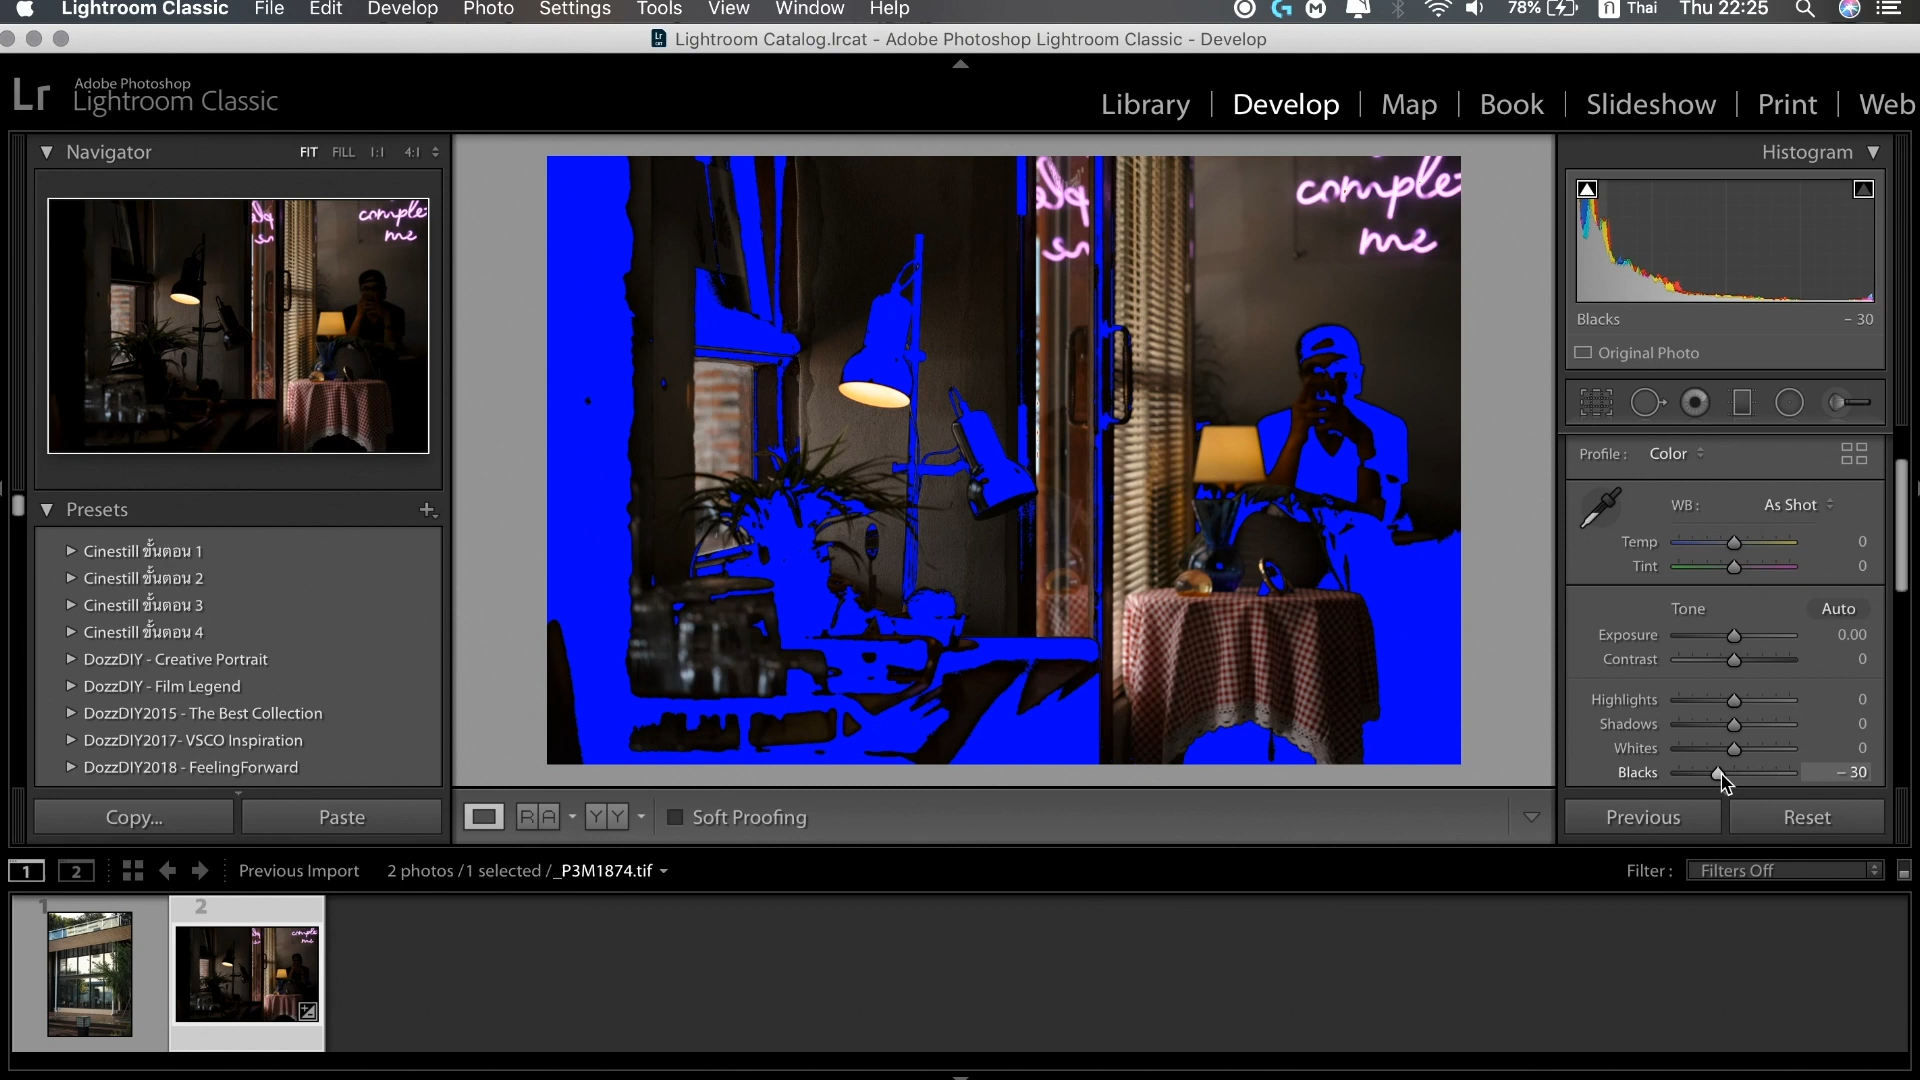 Lightroom Classic File Edit Develop Photo Settings Tools View Window Help 78% ก Thai Thu 22:25
Lightroom Catalog.lrcat - Adobe Photoshop Lightroom Classic - Develop
Lr Adobe Photoshop
Lightroom Classic
Library | Develop | Map | Book | Slideshow | Print | Web
Navigator FIT FILL 1:1 4:1
comple
me
Presets
Cinestill ขั้นตอน 1
Cinestill ขั้นตอน 2
Cinestill ขั้นตอน 3
Cinestill ขั้นตอน 4
DozzDIY - Creative Portrait
DozzDIY - Film Legend
DozzDIY2015 - The Best Collection
DozzDIY2017- VSCO Inspiration
DozzDIY2018 - FeelingForward
Copy... Paste
comple
me
RA YY Soft Proofing
Histogram
Blacks - 30
Original Photo
Profile : Color
WB : As Shot
Temp 0
Tint 0
Tone Auto
Exposure 0.00
Contrast 0
Highlights 0
Shadows 0
Whites 0
Blacks - 30
Previous Reset
1 2 Previous Import 2 photos /1 selected /_P3M1874.tif Filter : Filters Off
1 2